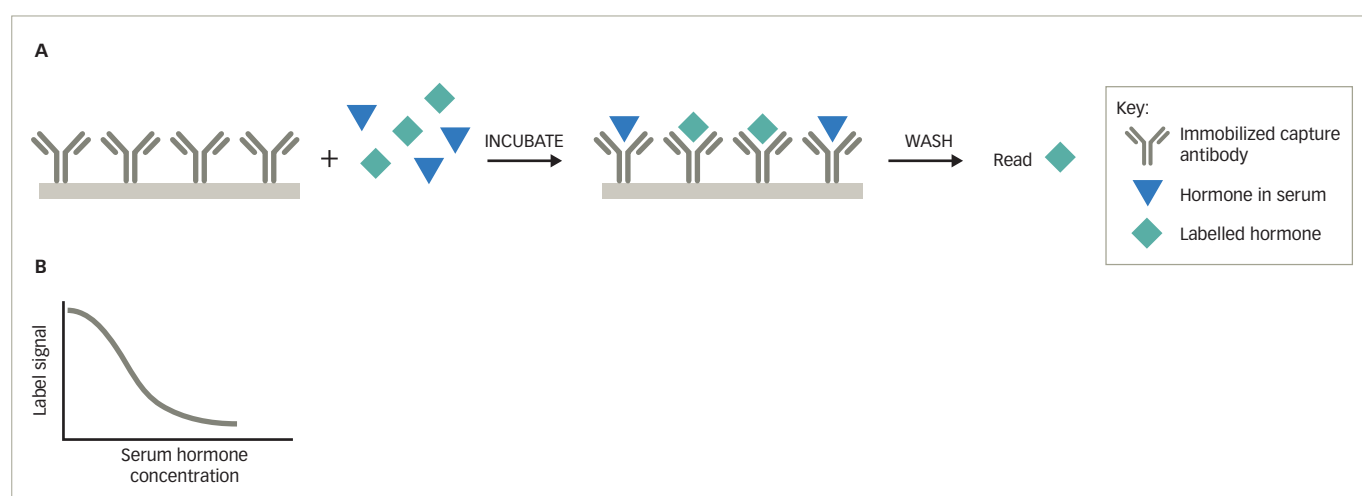 A
+
INCUBATE
WASH
Read
Key:
Immobilized capture
antibody
Hormone in serum
Labelled hormone
B
Label signal
Serum hormone
concentration